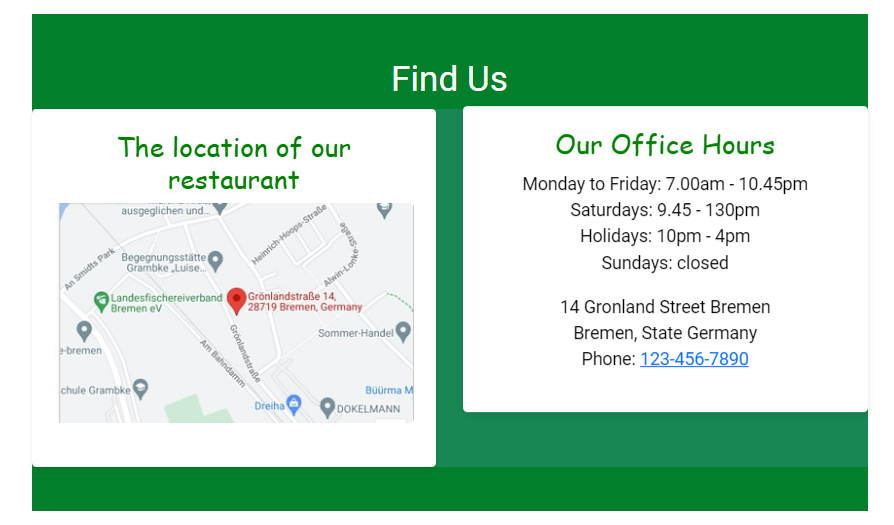 Find Us
The location of our
restaurant
ausgeglichen und...
Heinrich-Hoops-Straße
An Smidts Park
Begegnungsstätte
Grambke „Luise...
Alwin-Lonke-
Straße
Landesfischereiverband
Bremen eV
Grönlandstraße 14,
28719 Bremen, Germany
Sommer-Handel
Grönlandstraße
Am Bahndamm
e-bremen
chule Grambke
Büürma M
Dreiha
DOKELMANN
Our Office Hours
Monday to Friday: 7.00am - 10.45pm
Saturdays: 9.45 - 130pm
Holidays: 10pm - 4pm
Sundays: closed
14 Gronland Street Bremen
Bremen, State Germany
Phone: 123-456-7890